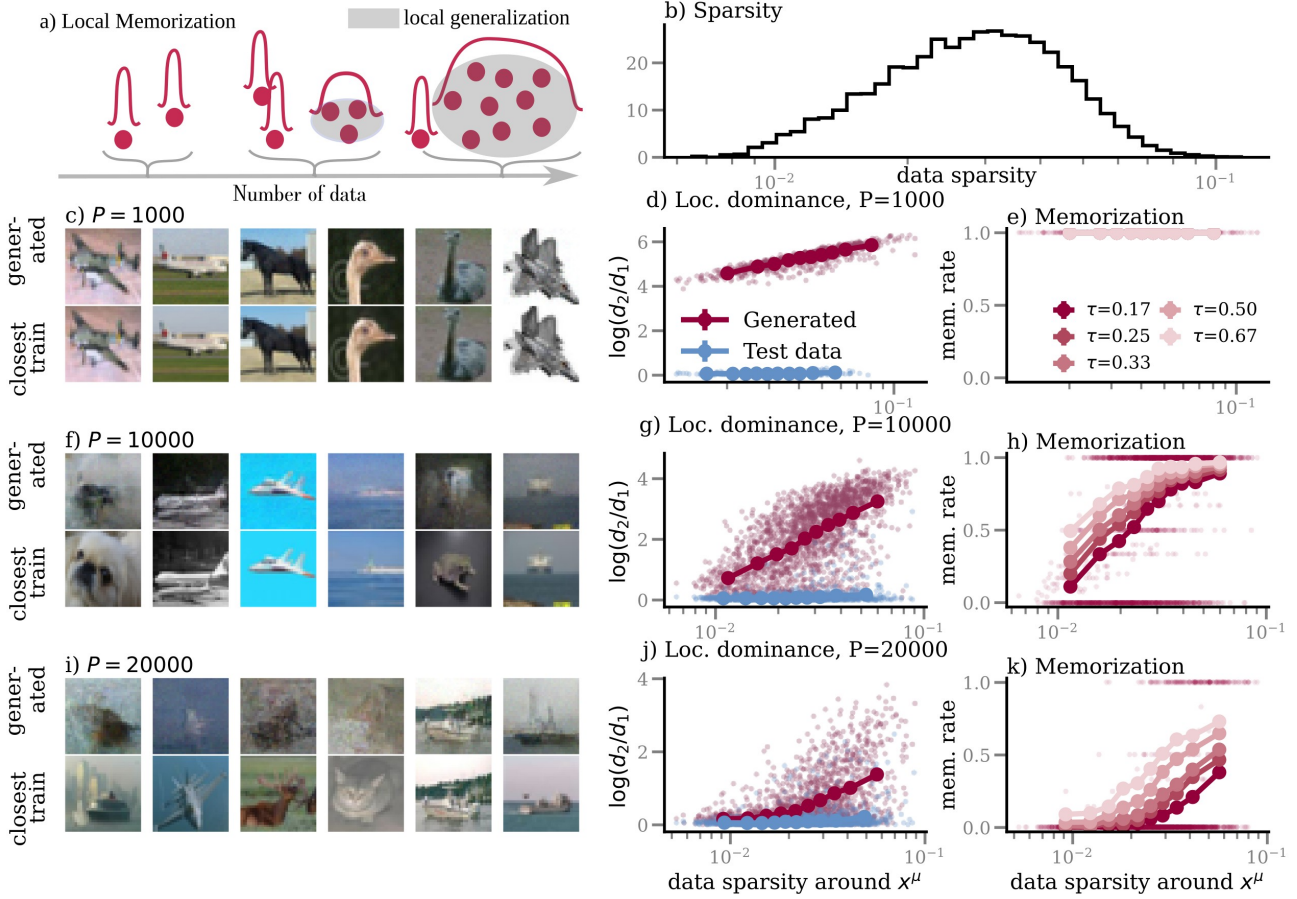 a) Local Memorization
local generalization
Number of data
b) Sparsity
20
10
0
10⁻²
data sparsity
10⁻¹
c) P = 1000
gener-
ated
closest
train
d) Loc. dominance, P=1000
log(d₂/d₁)
6
4
2
0
Generated
Test data
10⁻¹
e) Memorization
mem. rate
1.0
0.5
0.0
τ=0.17
τ=0.25
τ=0.33
τ=0.50
τ=0.67
10⁻¹
f) P = 10000
gener-
ated
closest
train
g) Loc. dominance, P=10000
log(d₂/d₁)
4
2
0
10⁻²
10⁻¹
h) Memorization
mem. rate
1.0
0.5
0.0
10⁻²
10⁻¹
i) P = 20000
gener-
ated
closest
train
j) Loc. dominance, P=20000
log(d₂/d₁)
4
2
0
10⁻²
10⁻¹
data sparsity around xᵘ
k) Memorization
mem. rate
1.0
0.5
0.0
10⁻²
10⁻¹
data sparsity around xᵘ